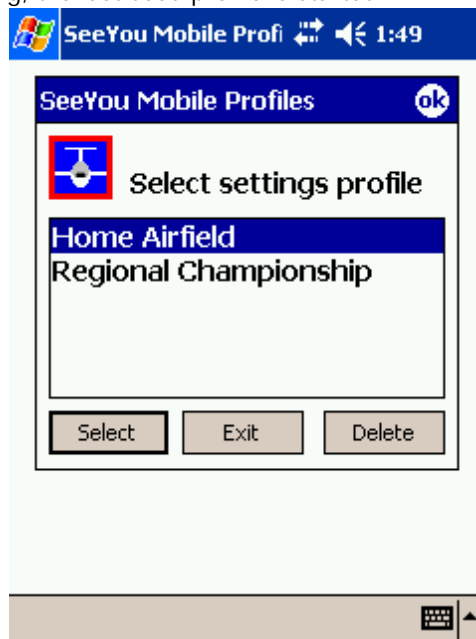 SeeYou Mobile Profi 1:49
SeeYou Mobile Profiles ok
Select settings profile
Home Airfield
Regional Championship
Select Exit Delete